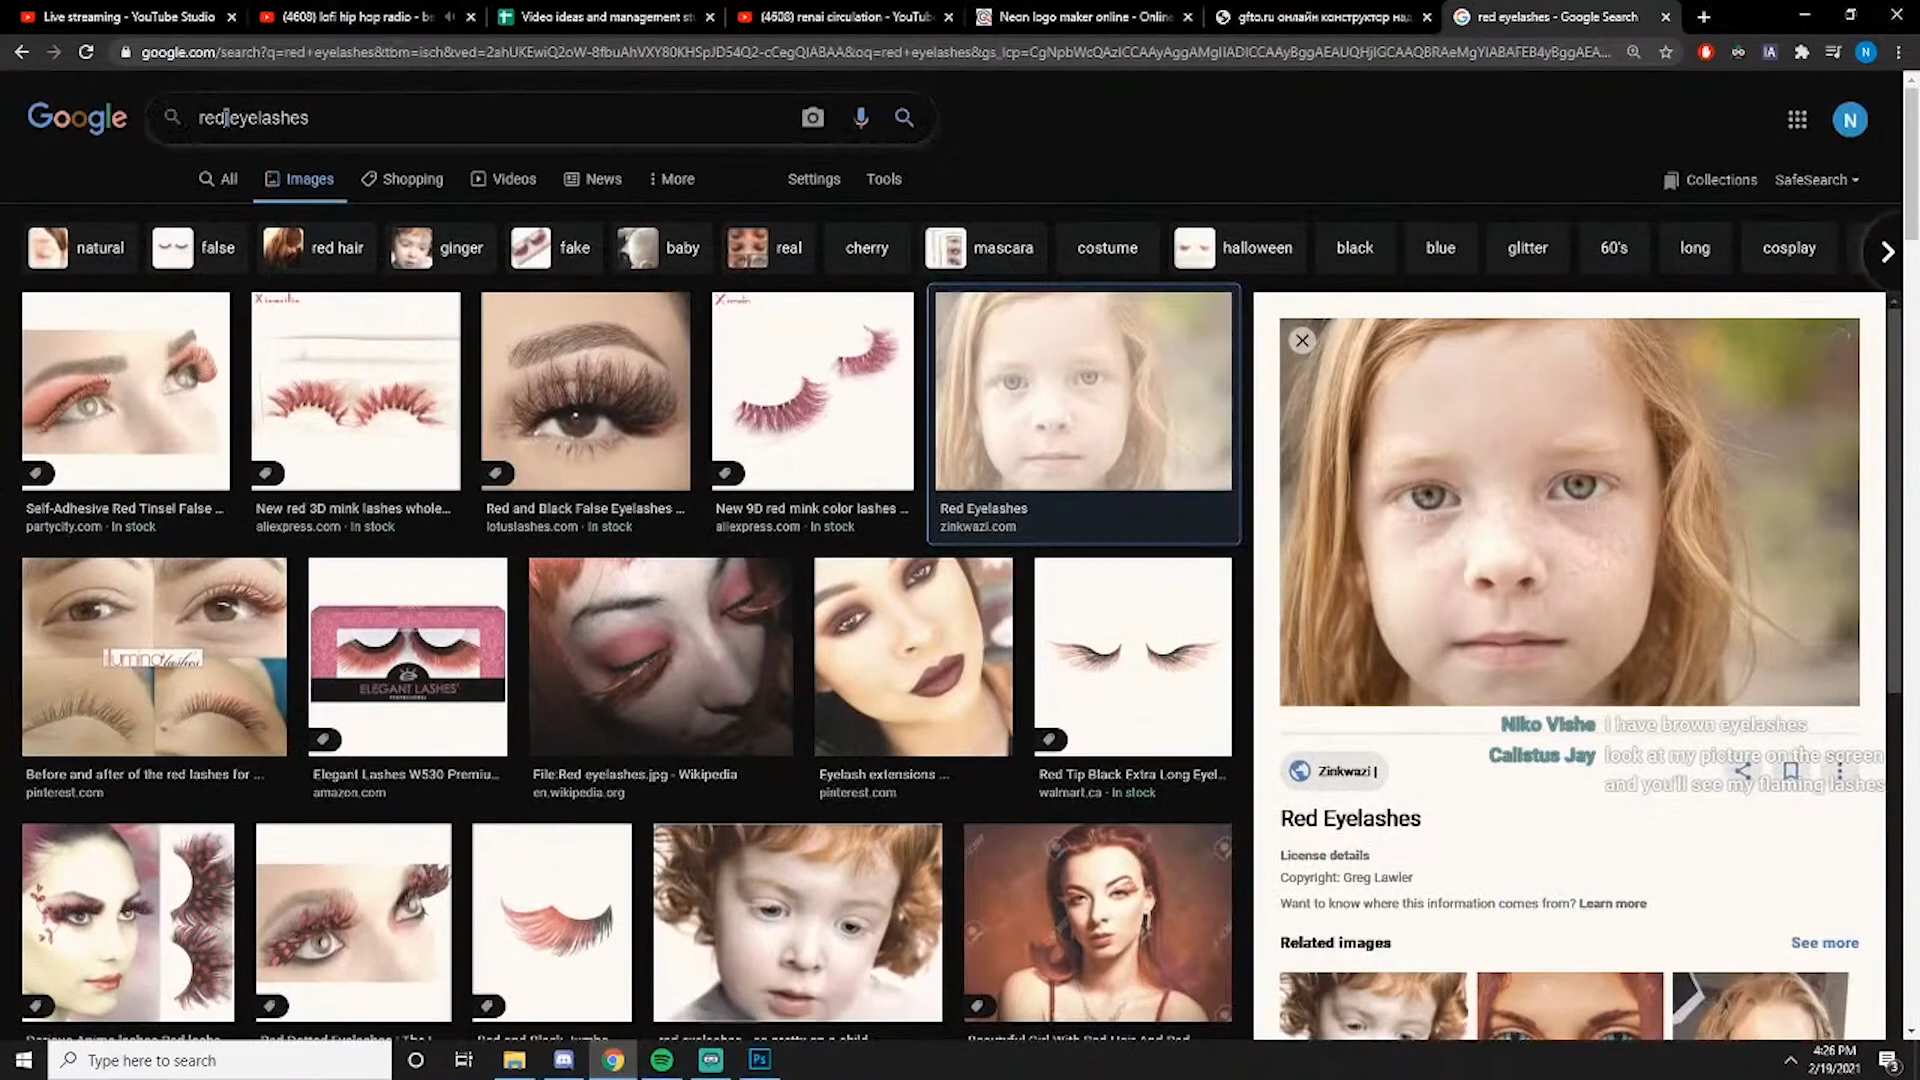 Live streaming - YouTube Studio
(4608) lofi hip hop radio - be
Video ideas and management st
(4608) renai circulation - YouTube
Neon logo maker online - Online
gfto.ru онлайн конструктор над
red eyelashes - Google Search
Google
red eyelashes
N
All
Images
Shopping
Videos
News
More
Settings
Tools
Collections
SafeSearch
natural
false
red hair
ginger
fake
baby
real
cherry
mascara
costume
halloween
black
blue
glitter
60's
long
cosplay
Self-Adhesive Red Tinsel False ...
partycity.com · In stock
New red 3D mink lashes whole...
aliexpress.com · In stock
Red and Black False Eyelashes ...
lotuslashes.com · In stock
New 9D red mink color lashes ...
aliexpress.com · In stock
Red Eyelashes
zinkwazi.com
ELEGANT LASHES
Before and after of the red lashes for ...
pinterest.com
Elegant Lashes W530 Premiu...
amazon.com
File:Red eyelashes.jpg - Wikipedia
en.wikipedia.org
Eyelash extensions ...
pinterest.com
Red Tip Black Extra Long Eyel...
walmart.ca · In stock
Niko Vishe I have brown eyelashes
Calistus Jay look at my picture on the screen
and you'll see my flaming lashes
Zinkwazi |
Red Eyelashes
License details
Copyright: Greg Lawler
Want to know where this information comes from? Learn more
Related images
See more
Type here to search
4:26 PM
2/19/2021